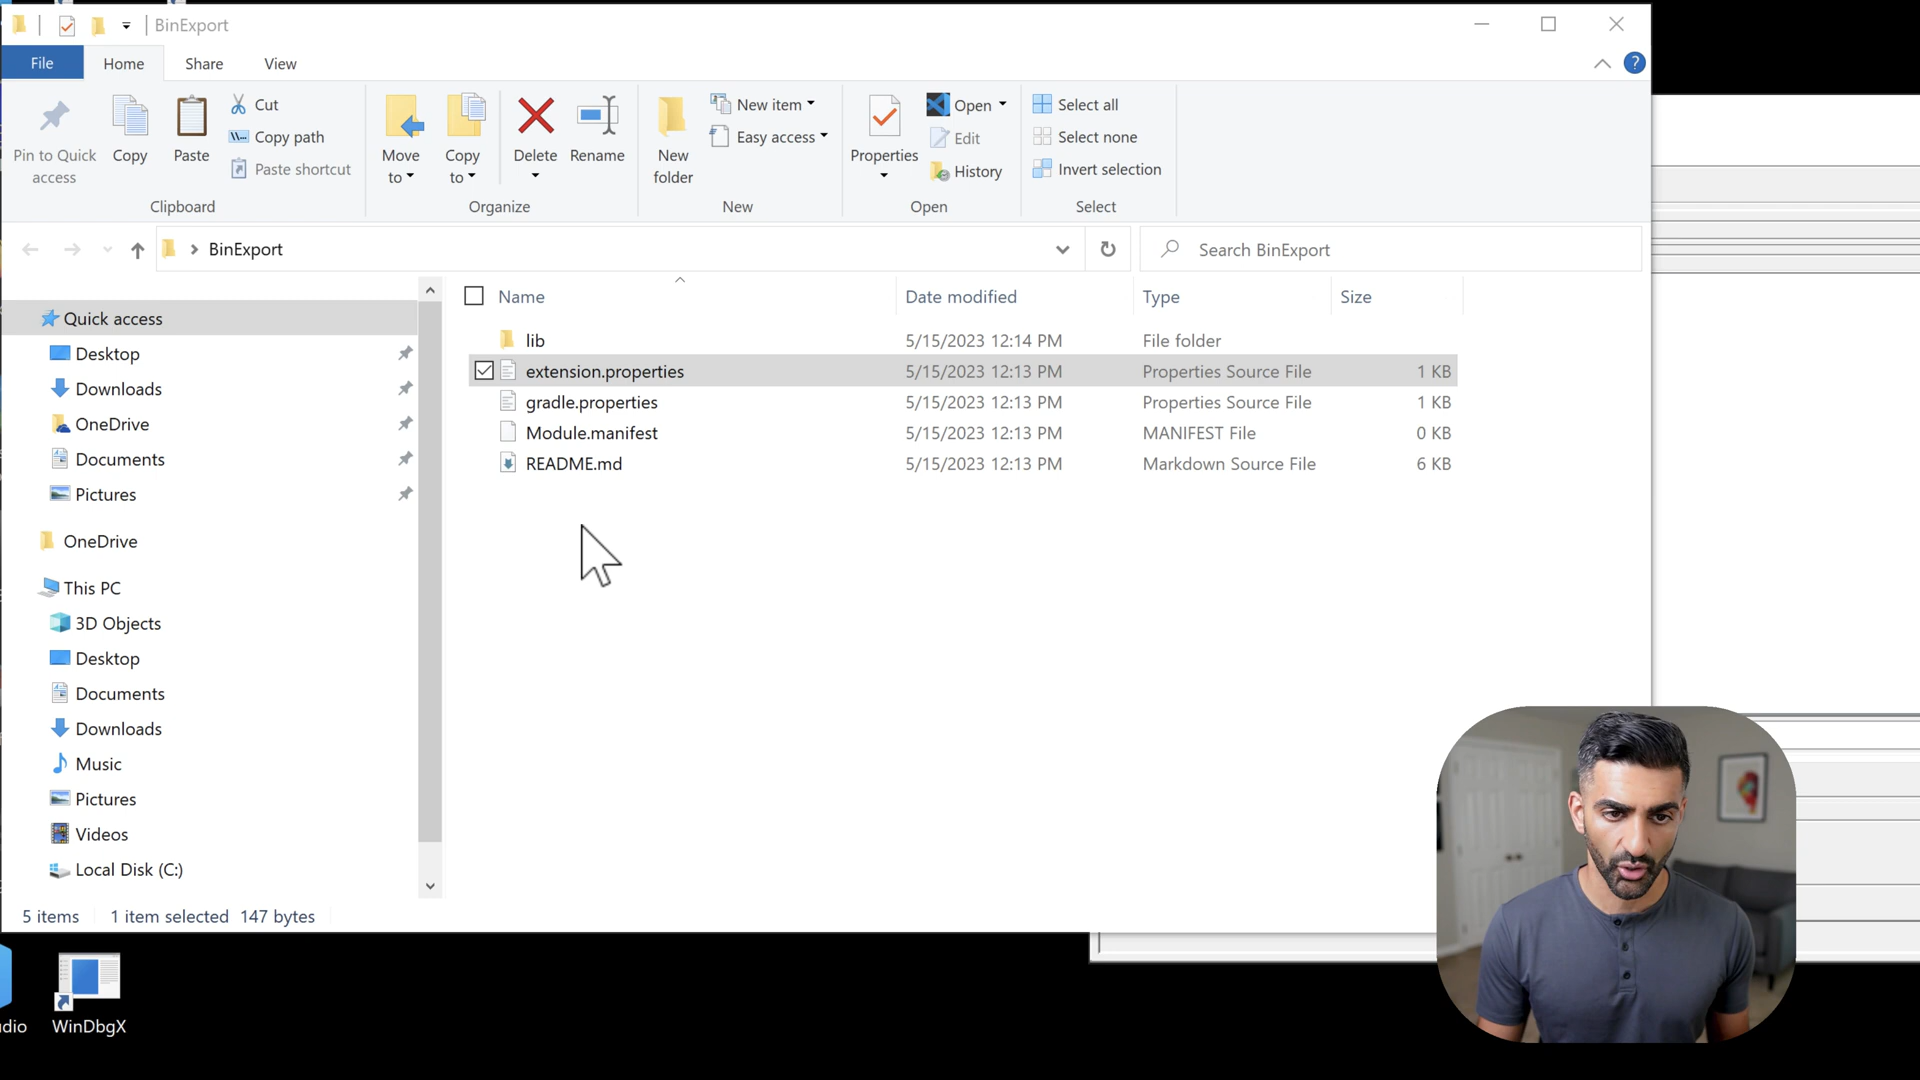 BinExport
File
Home
Share
View
?
Pin to Quick access
Copy
Paste
Cut
Copy path
Paste shortcut
Clipboard
Move to
Copy to
Delete
Rename
Organize
New folder
New item
Easy access
New
Properties
Open
Edit
History
Open
Select all
Select none
Invert selection
Select
BinExport
Search BinExport
Name
Date modified
Type
Size
lib
5/15/2023 12:14 PM
File folder
extension.properties
5/15/2023 12:13 PM
Properties Source File
1 KB
gradle.properties
5/15/2023 12:13 PM
Properties Source File
1 KB
Module.manifest
5/15/2023 12:13 PM
MANIFEST File
0 KB
README.md
5/15/2023 12:13 PM
Markdown Source File
6 KB
Quick access
Desktop
Downloads
OneDrive
Documents
Pictures
OneDrive
This PC
3D Objects
Desktop
Documents
Downloads
Music
Pictures
Videos
Local Disk (C:)
5 items
1 item selected
147 bytes
udio
WinDbgX